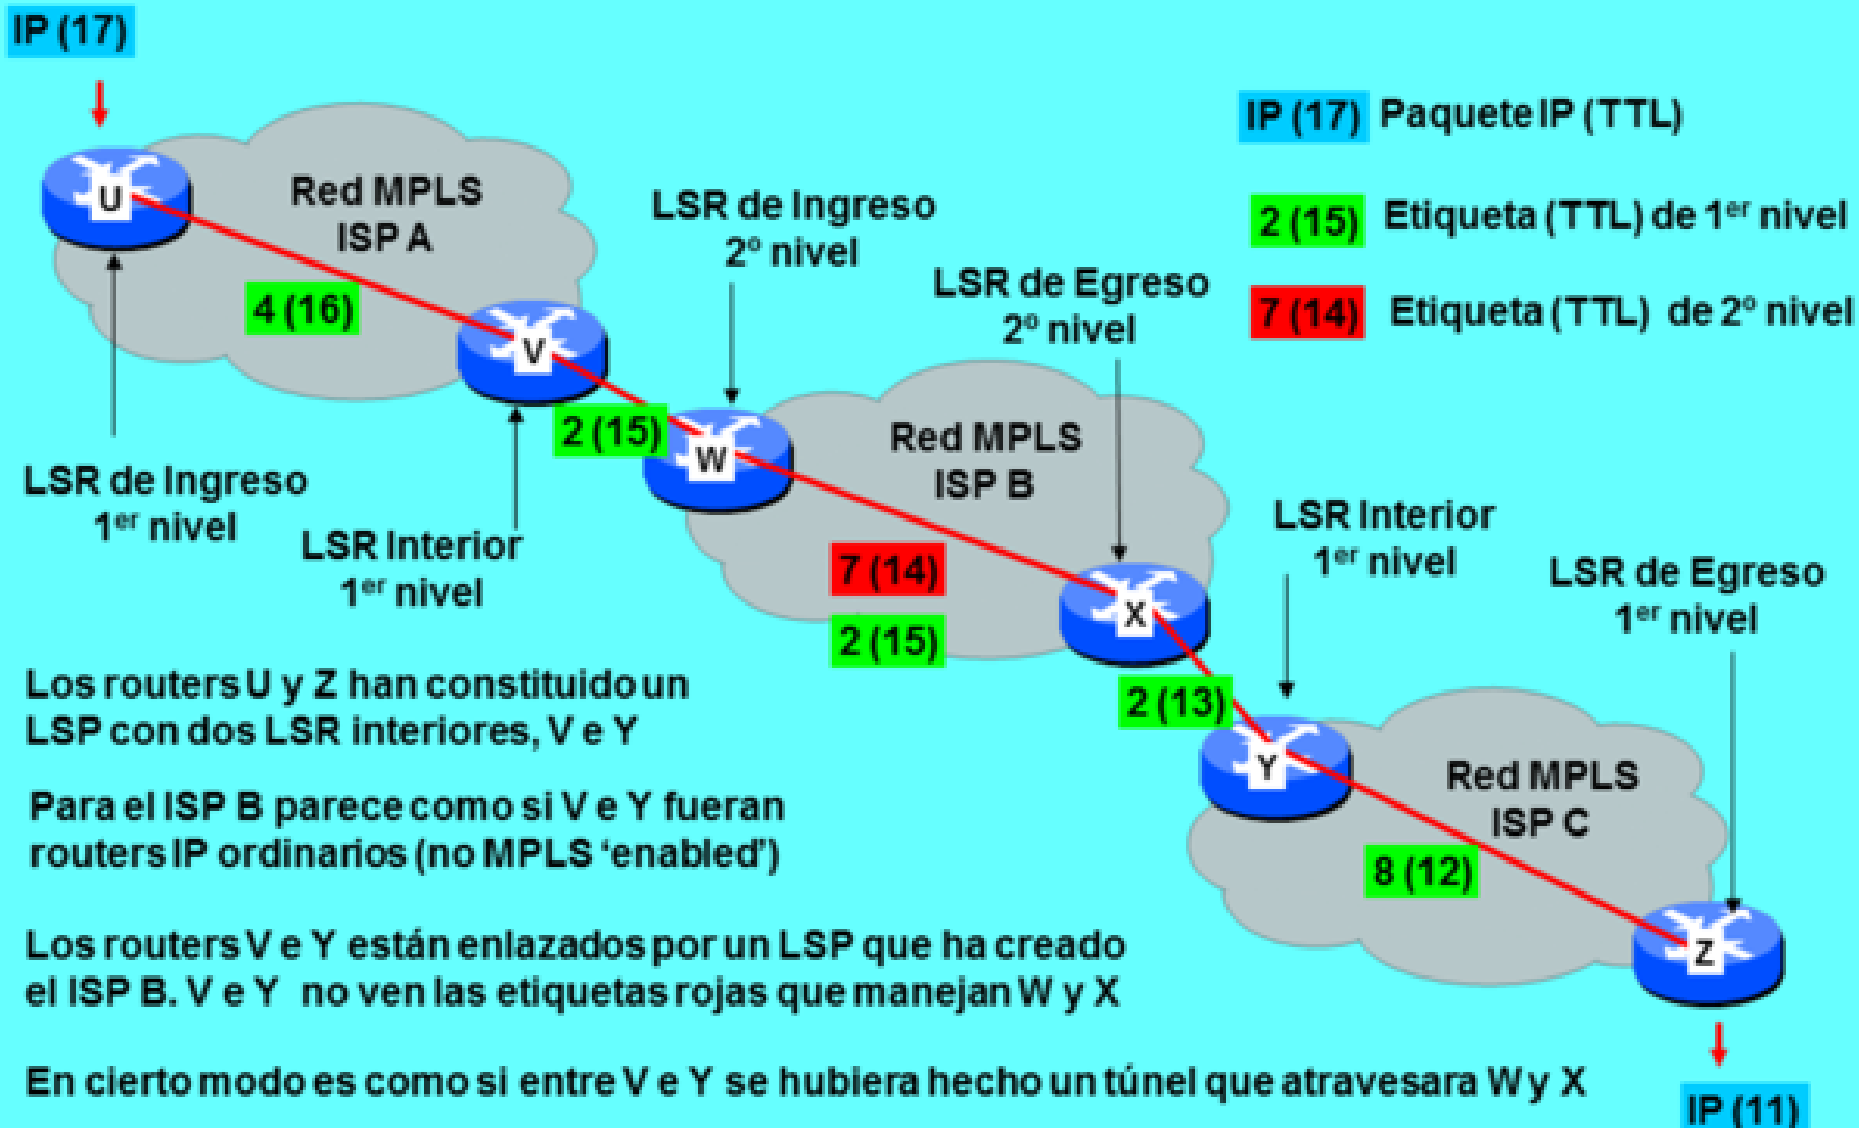 IP (17)
IP (17) Paquete IP (TTL)
2 (15) Etiqueta (TTL) de 1er nivel
7 (14) Etiqueta (TTL) de 2º nivel
U
Red MPLS
ISP A
4 (16)
LSR de Ingreso
1er nivel
V
LSR Interior
1er nivel
2 (15)
LSR de Ingreso
2º nivel
W
Red MPLS
ISP B
7 (14)
2 (15)
LSR de Egreso
2º nivel
X
2 (13)
LSR Interior
1er nivel
Y
Red MPLS
ISP C
8 (12)
LSR de Egreso
1er nivel
Z
IP (11)
Los routers U y Z han constituido un
LSP con dos LSR interiores, V e Y
Para el ISP B parece como si V e Y fueran
routers IP ordinarios (no MPLS ‘enabled’)
Los routers V e Y están enlazados por un LSP que ha creado
el ISP B. V e Y no ven las etiquetas rojas que manejan W y X
En cierto modo es como si entre V e Y se hubiera hecho un túnel que atravesara W y X